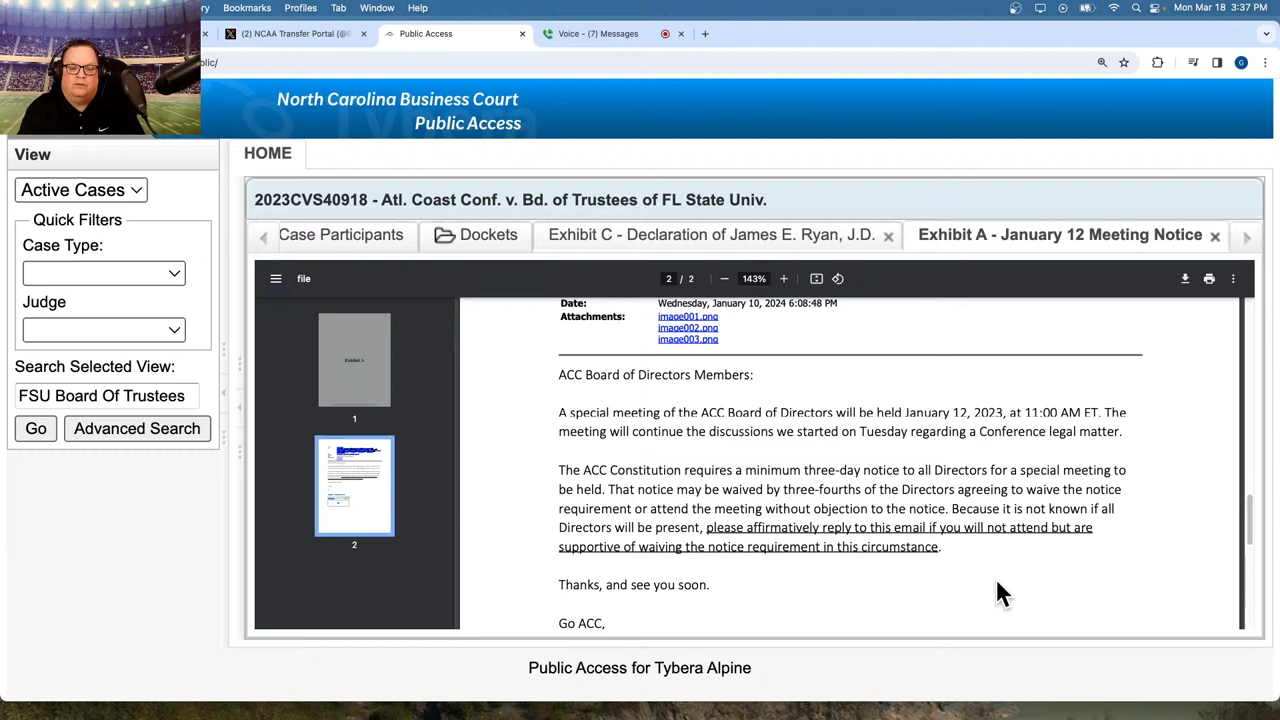 ry Bookmarks Profiles Tab Window Help Mon Mar 18 3:37 PM
(2) NCAA Transfer Portal (@R Public Access Voice - (7) Messages
olic/
North Carolina Business Court
Public Access
View
HOME
Active Cases
Quick Filters
Case Type:
Judge
Search Selected View:
FSU Board Of Trustees
Go Advanced Search
2023CVS40918 - Atl. Coast Conf. v. Bd. of Trustees of FL State Univ.
Case Participants Dockets Exhibit C - Declaration of James E. Ryan, J.D. Exhibit A - January 12 Meeting Notice
file 2 / 2 143%
Exhibit A
1
2
Date: Wednesday, January 10, 2024 6:08:48 PM
Attachments: image001.png
image002.png
image003.png
ACC Board of Directors Members:
A special meeting of the ACC Board of Directors will be held January 12, 2023, at 11:00 AM ET. The
meeting will continue the discussions we started on Tuesday regarding a Conference legal matter.
The ACC Constitution requires a minimum three-day notice to all Directors for a special meeting to
be held. That notice may be waived by three-fourths of the Directors agreeing to waive the notice
requirement or attend the meeting without objection to the notice. Because it is not known if all
Directors will be present, please affirmatively reply to this email if you will not attend but are
supportive of waiving the notice requirement in this circumstance.
Thanks, and see you soon.
Go ACC,
Public Access for Tybera Alpine